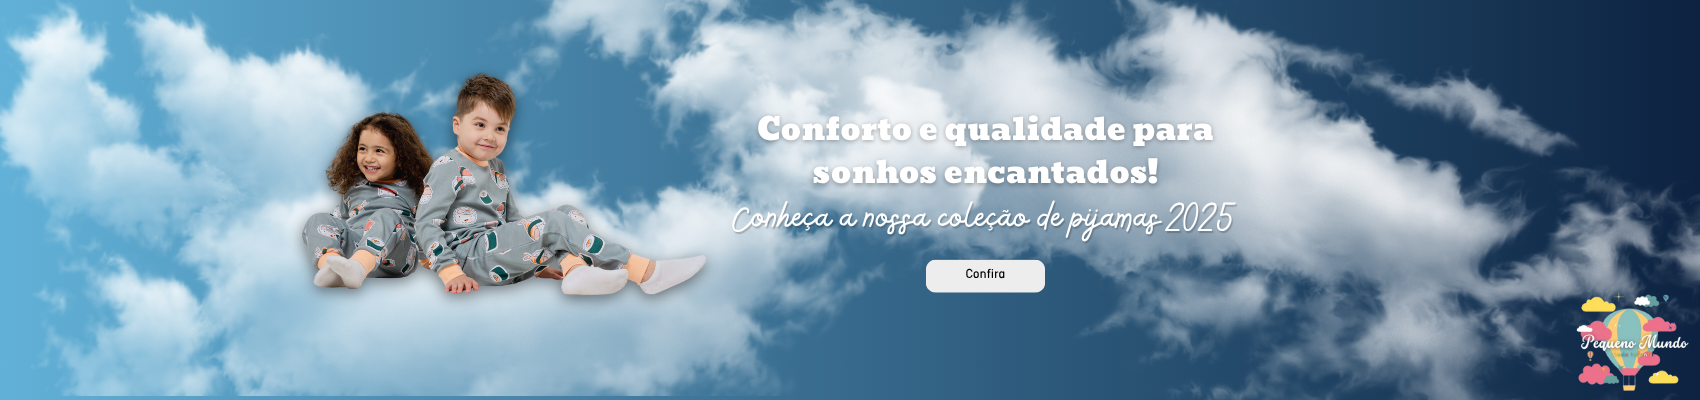 Conforto e qualidade para
sonhos encantados!
Conheça a nossa coleção de pijamas 2025
Confira
Pequeno Mundo